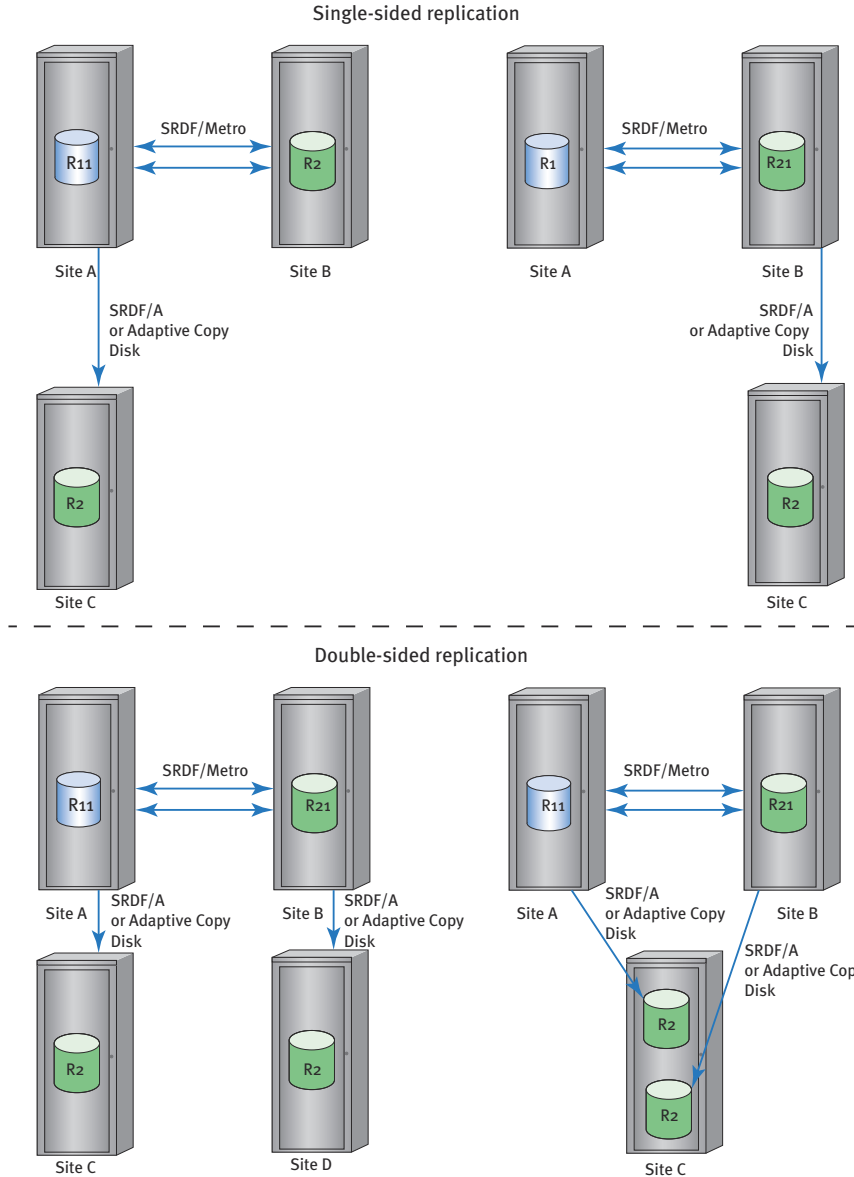 Single-sided replication
R11
SRDF/Metro
R2
Site A
Site B
SRDF/A
or Adaptive Copy
Disk
R2
Site C
R1
SRDF/Metro
R21
Site A
Site B
SRDF/A
or Adaptive Copy
Disk
R2
Site C
Double-sided replication
R11
SRDF/Metro
R21
Site A
Site B
SRDF/A
or Adaptive Copy
Disk
SRDF/A
or Adaptive Copy
Disk
R2
Site C
R2
Site D
R11
SRDF/Metro
R21
Site A
Site B
SRDF/A
or Adaptive Copy
Disk
SRDF/A
or Adaptive Cop
Disk
R2
R2
Site C